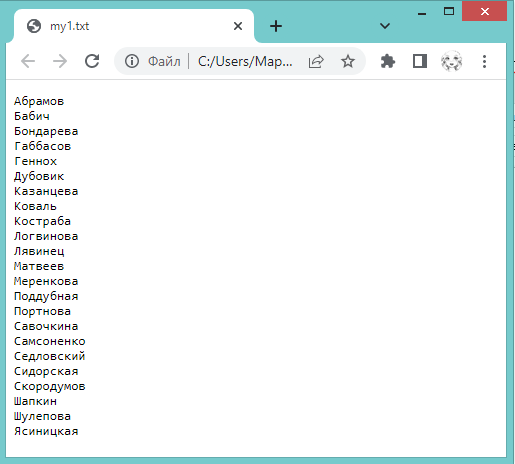 my1.txt
Файл C:/Users/Мар...
Абрамов
Бабич
Бондарева
Габбасов
Геннох
Дубовик
Казанцева
Коваль
Костраба
Логвинова
Лявинец
Матвеев
Меренкова
Поддубная
Портнова
Савочкина
Самсоненко
Седловский
Сидорская
Скородумов
Шапкин
Шулепова
Ясиницкая